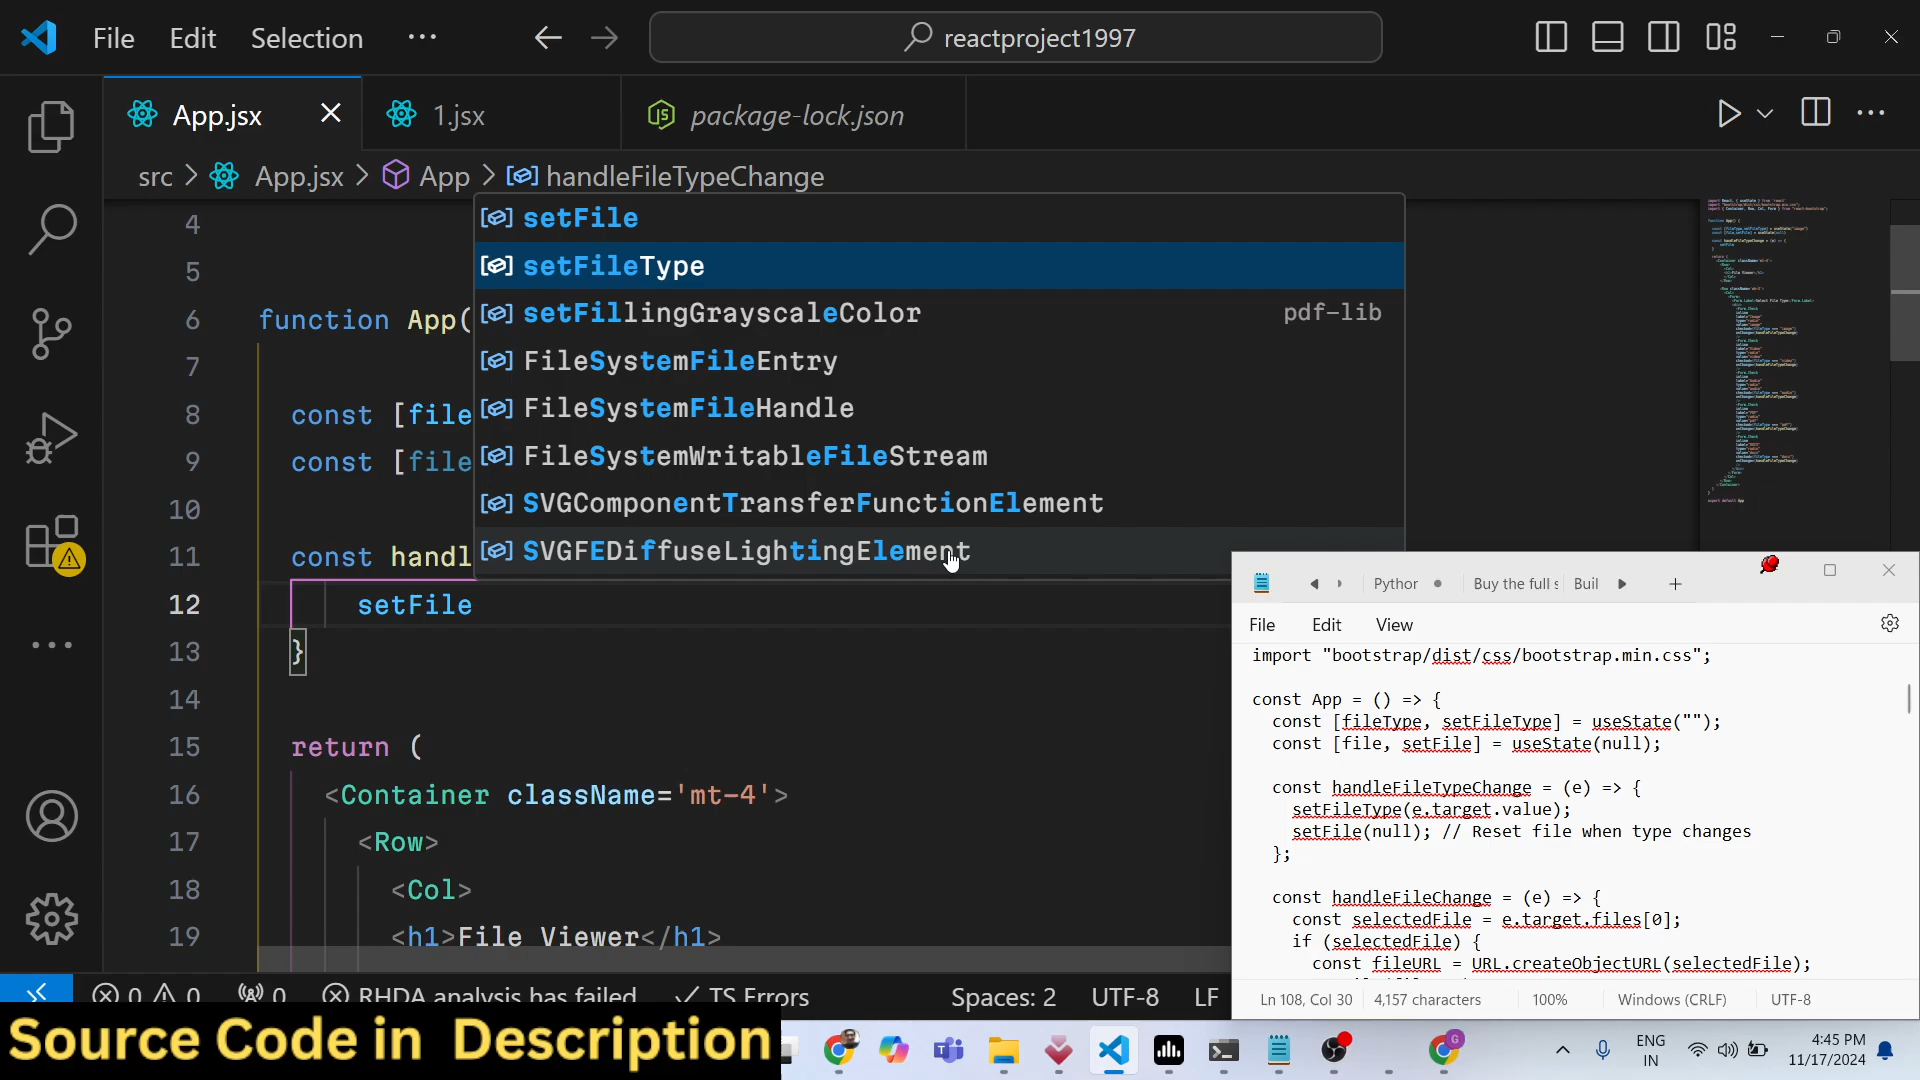 File Edit Selection ··· reactproject1997
App.jsx 1.jsx package-lock.json
src > App.jsx > App > handleFileTypeChange
4
5
6 function App(
7
8 const [file
9 const [file
10
11 const handl
12 setFile
13 }
14
15 return (
16 <Container className='mt-4'>
17 <Row>
18 <Col>
19 <h1>File Viewer</h1>
setFile
setFileType
setFillingGrayscaleColor pdf-lib
FileSystemFileEntry
FileSystemFileHandle
FileSystemWritableFileStream
SVGComponentTransferFunctionElement
SVGFEDiffuseLightingElement
Python Buy the full s Buil
File Edit View
import "bootstrap/dist/css/bootstrap.min.css";
const App = () => {
const [fileType, setFileType] = useState("");
const [file, setFile] = useState(null);
const handleFileTypeChange = (e) => {
setFileType(e.target.value);
setFile(null); // Reset file when type changes
};
const handleFileChange = (e) => {
const selectedFile = e.target.files[0];
if (selectedFile) {
const fileURL = URL.createObjectURL(selectedFile);
Ln 108, Col 30 4,157 characters 100% Windows (CRLF) UTF-8
0 0 0 RHDA analysis has failed TS Errors Spaces: 2 UTF-8 LF
Source Code in Description
ENG
IN
4:45 PM
11/17/2024